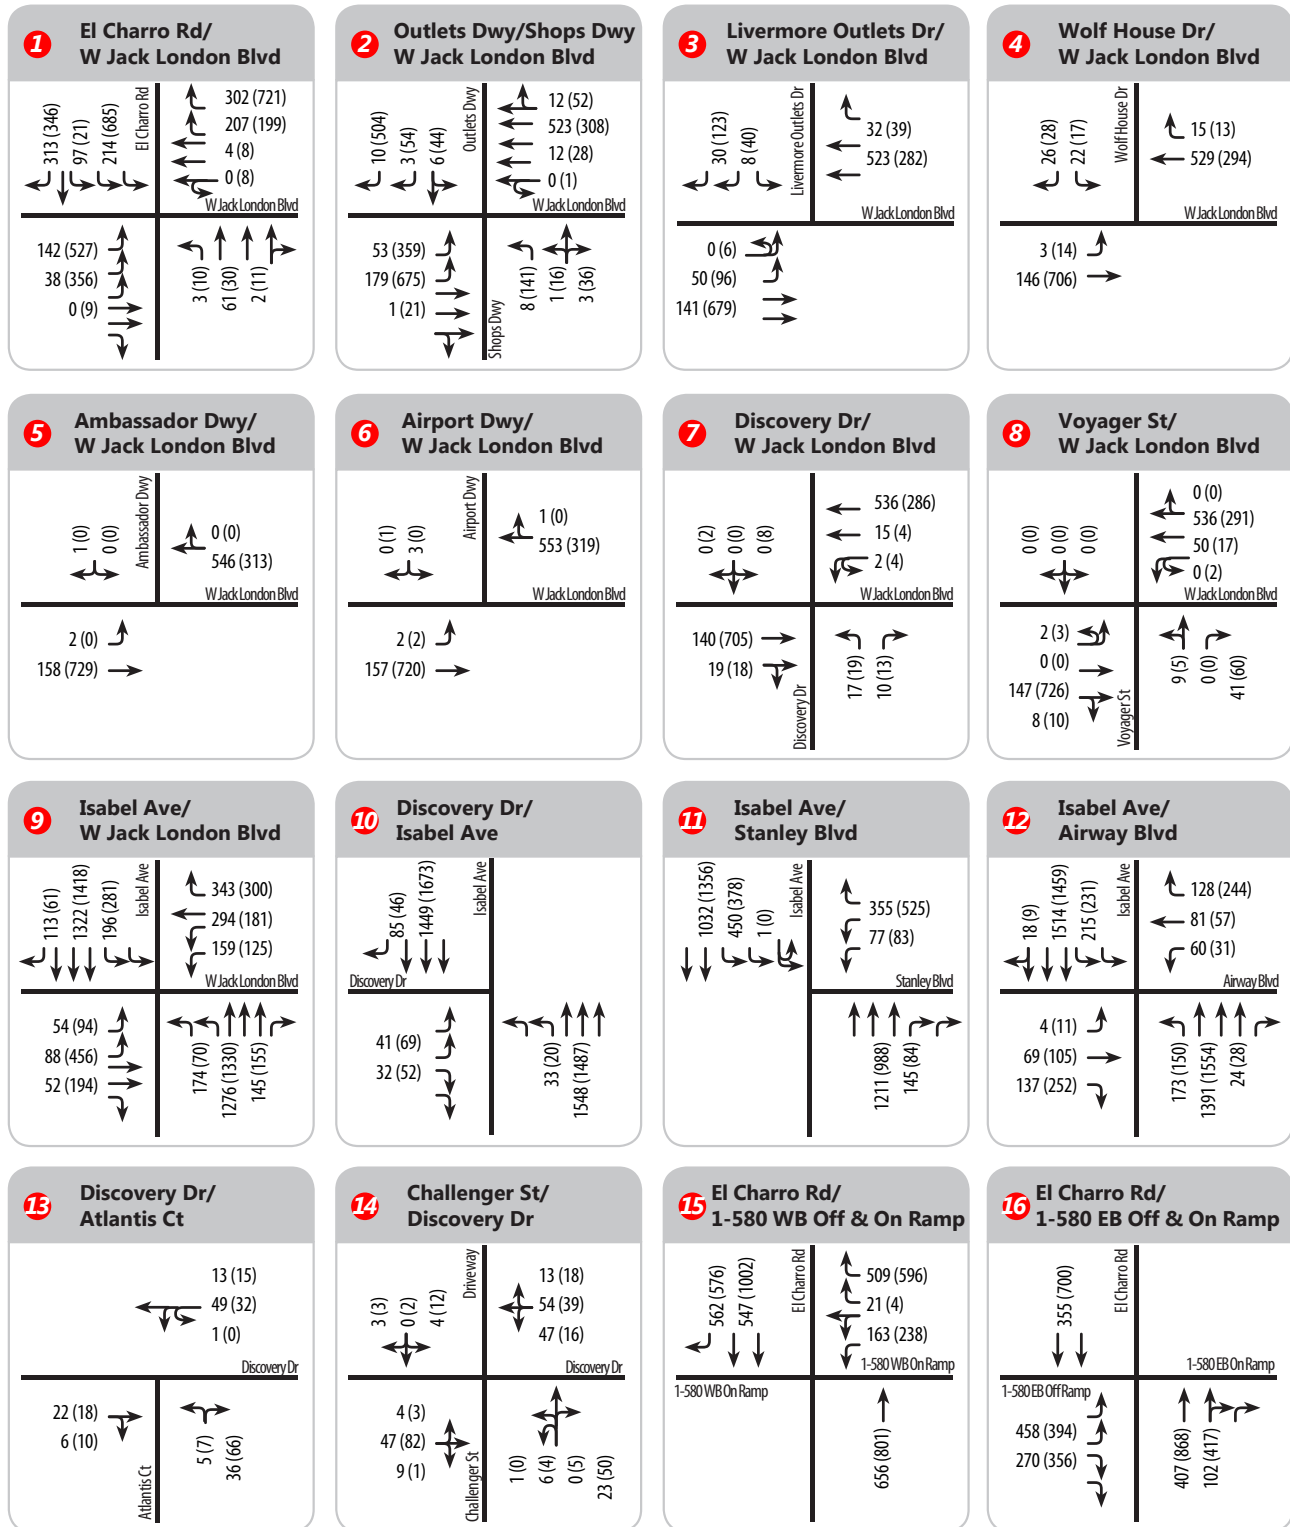 1
El Charro Rd/
W Jack London Blvd
313 (346)
97 (21)
214 (685)
El Charro Rd
302 (721)
207 (199)
4 (8)
0 (8)
W Jack London Blvd
142 (527)
38 (356)
0 (9)
3 (10)
61 (30)
2 (11)
2
Outlets Dwy/Shops Dwy
W Jack London Blvd
10 (504)
3 (54)
6 (44)
Outlets Dwy
12 (52)
523 (308)
12 (28)
0 (1)
W Jack London Blvd
53 (359)
179 (675)
1 (21)
Shops Dwy
8 (141)
1 (16)
3 (36)
3
Livermore Outlets Dr/
W Jack London Blvd
30 (123)
8 (40)
Livermore Outlets Dr
32 (39)
523 (282)
W Jack London Blvd
0 (6)
50 (96)
141 (679)
4
Wolf House Dr/
W Jack London Blvd
26 (28)
22 (17)
Wolf House Dr
15 (13)
529 (294)
W Jack London Blvd
3 (14)
146 (706)
5
Ambassador Dwy/
W Jack London Blvd
1 (0)
0 (0)
Ambassador Dwy
0 (0)
546 (313)
W Jack London Blvd
2 (0)
158 (729)
6
Airport Dwy/
W Jack London Blvd
0 (1)
3 (0)
Airport Dwy
1 (0)
553 (319)
W Jack London Blvd
2 (2)
157 (720)
7
Discovery Dr/
W Jack London Blvd
0 (2)
0 (0)
0 (8)
536 (286)
15 (4)
2 (4)
W Jack London Blvd
140 (705)
19 (18)
Discovery Dr
17 (19)
10 (13)
8
Voyager St/
W Jack London Blvd
0 (0)
0 (0)
0 (0)
0 (0)
536 (291)
50 (17)
0 (2)
W Jack London Blvd
2 (3)
0 (0)
147 (726)
8 (10)
Voyager St
9 (5)
0 (0)
41 (60)
9
Isabel Ave/
W Jack London Blvd
113 (61)
1322 (1418)
196 (281)
Isabel Ave
343 (300)
294 (181)
159 (125)
W Jack London Blvd
54 (94)
88 (456)
52 (194)
174 (70)
1276 (1330)
145 (155)
10
Discovery Dr/
Isabel Ave
85 (46)
1449 (1673)
Isabel Ave
Discovery Dr
41 (69)
32 (52)
33 (20)
1548 (1487)
11
Isabel Ave/
Stanley Blvd
1032 (1356)
450 (378)
1 (0)
Isabel Ave
355 (525)
77 (83)
Stanley Blvd
1211 (988)
145 (84)
12
Isabel Ave/
Airway Blvd
18 (9)
1514 (1459)
215 (231)
Isabel Ave
128 (244)
81 (57)
60 (31)
Airway Blvd
4 (11)
69 (105)
137 (252)
173 (150)
1391 (1554)
24 (28)
13
Discovery Dr/
Atlantis Ct
13 (15)
49 (32)
1 (0)
Discovery Dr
22 (18)
6 (10)
Atlantis Ct
5 (7)
36 (66)
14
Challenger St/
Discovery Dr
3 (3)
0 (2)
4 (12)
Driveway
13 (18)
54 (39)
47 (16)
Discovery Dr
4 (3)
47 (82)
9 (1)
Challenger St
1 (0)
6 (4)
0 (5)
23 (50)
15
El Charro Rd/
1-580 WB Off & On Ramp
562 (576)
547 (1002)
El Charro Rd
509 (596)
21 (4)
163 (238)
1-580 WB On Ramp
1-580 WB On Ramp
656 (801)
16
El Charro Rd/
1-580 EB Off & On Ramp
355 (700)
El Charro Rd
1-580 EB On Ramp
1-580 EB Off Ramp
458 (394)
270 (356)
407 (868)
102 (417)